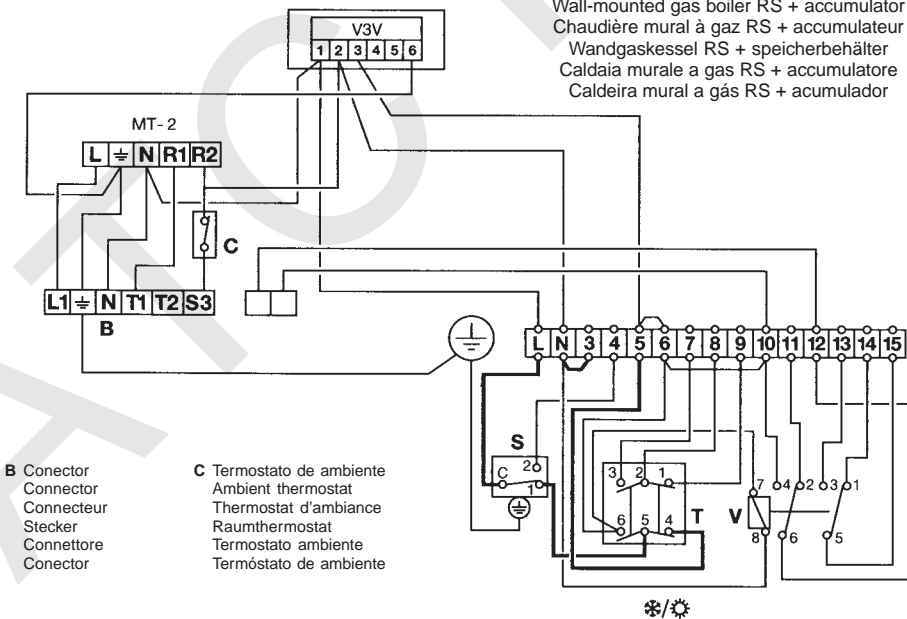 Wall-mounted gas boiler RS + accumulator
Chaudière mural à gaz RS + accumulateur
Wandgaskessel RS + speicherbehälter
Caldaia murale a gas RS + accumulatore
Caldeira mural a gás RS + acumulador
V3V
1 2 3 4 5 6
MT-2
L N R1 R2
C
L1 N T1 T2 S3
B
L N 3 4 5 6 7 8 9 10 11 12 13 14 15
S
C 2 1
3 2 1
6 5 4
T
V
7 4 2 3 1
8 6 5
B Conector
Connector
Connecteur
Stecker
Connettore
Conector
C Termostato de ambiente
Ambient thermostat
Thermostat d'ambiance
Raumthermostat
Termostato ambiente
Termóstato de ambiente